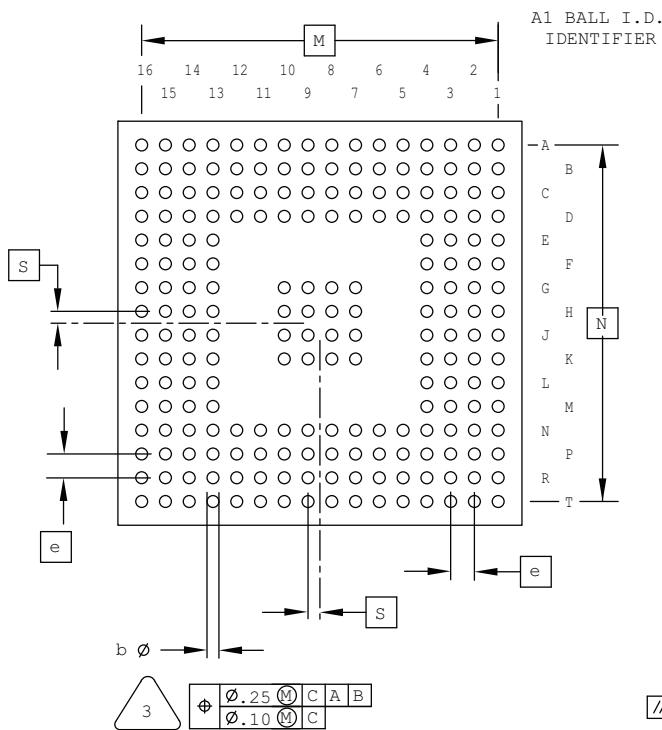 A1 BALL I.D.
IDENTIFIER
M
16 14 12 10 8 6 4 2
15 13 11 9 7 5 3 1
A
B
C
D
E
F
S
G
H
N
J
K
L
M
N
P
R
T
e
e
S
b Ø
3
⌖ Ø.25 Ⓜ C A B
Ø.10 Ⓜ C
//